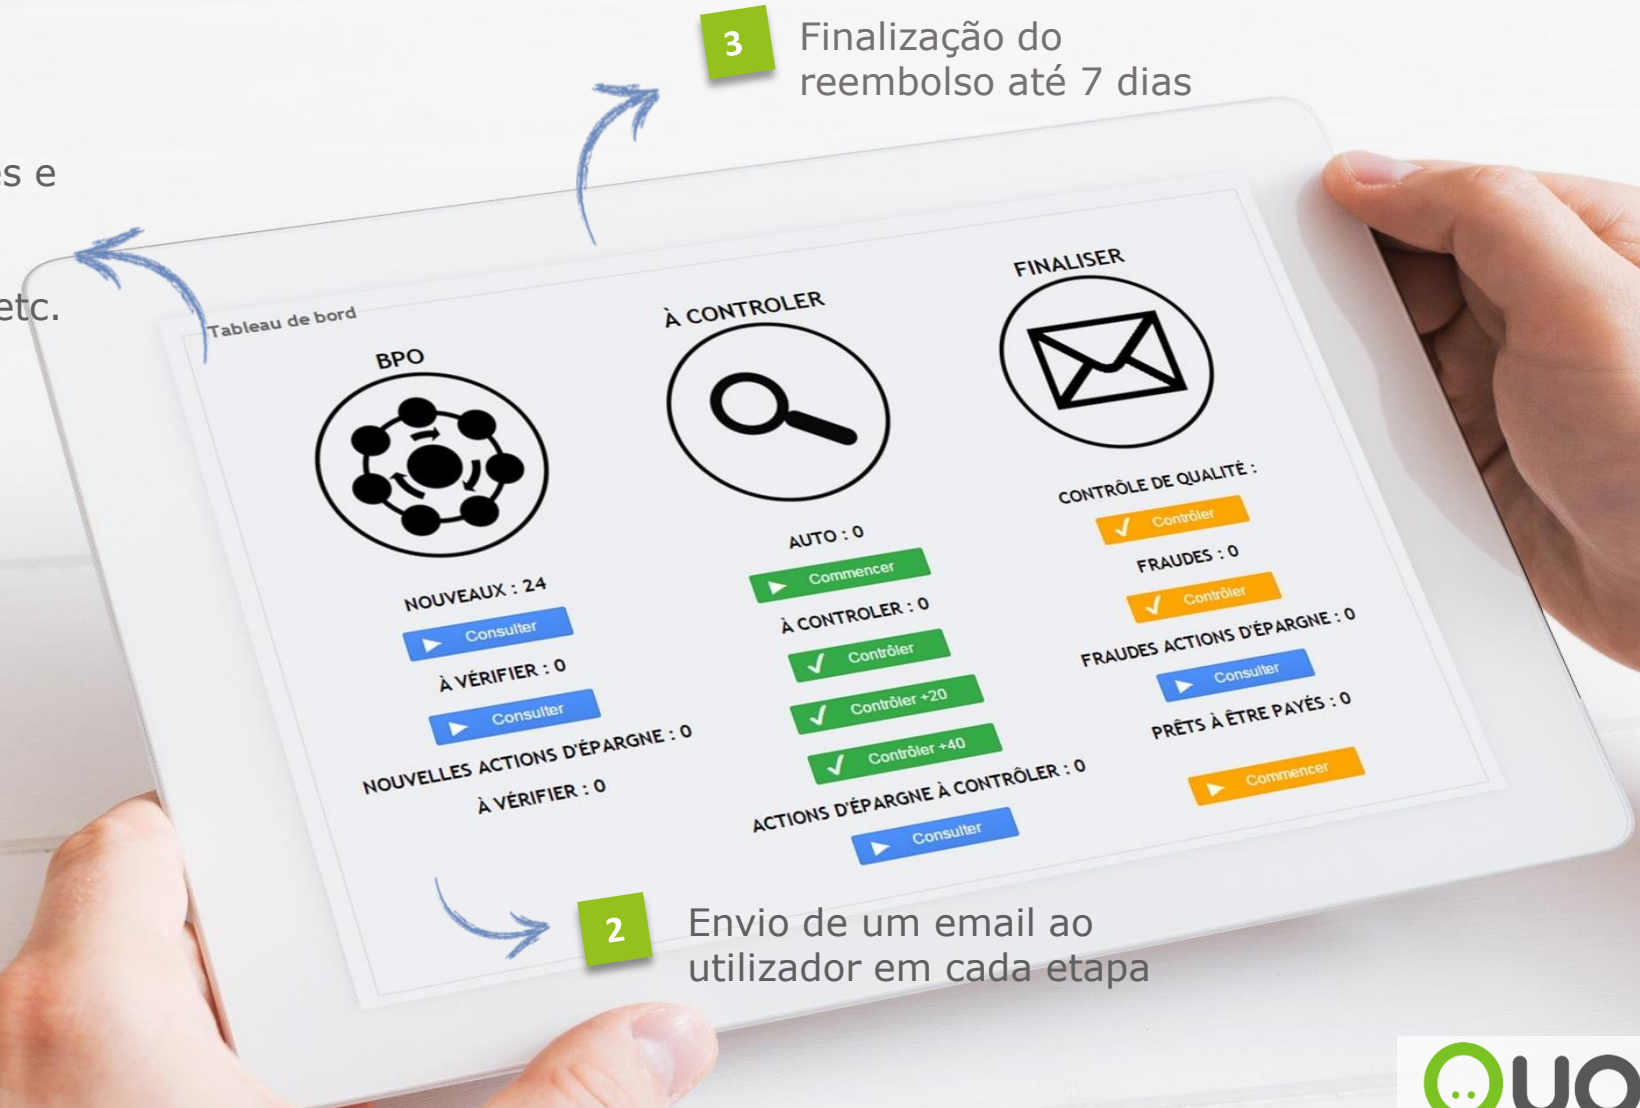 3
Finalização do
reembolso até 7 dias
s e
etc.
Tableau de bord
BPO
NOUVEAUX : 24
Consulter
À VÉRIFIER : 0
Consulter
NOUVELLES ACTIONS D'ÉPARGNE : 0
À VÉRIFIER : 0
À CONTROLER
AUTO : 0
Commencer
À CONTROLER : 0
Contrôler
Contrôler +20
Contrôler +40
ACTIONS D'ÉPARGNE À CONTRÔLER : 0
Consulter
FINALISER
CONTRÔLE DE QUALITÉ :
Contrôler
FRAUDES : 0
Contrôler
FRAUDES ACTIONS D'ÉPARGNE : 0
Consulter
PRÊTS À ÊTRE PAYÉS : 0
Commencer
2
Envio de um email ao
utilizador em cada etapa
QUO